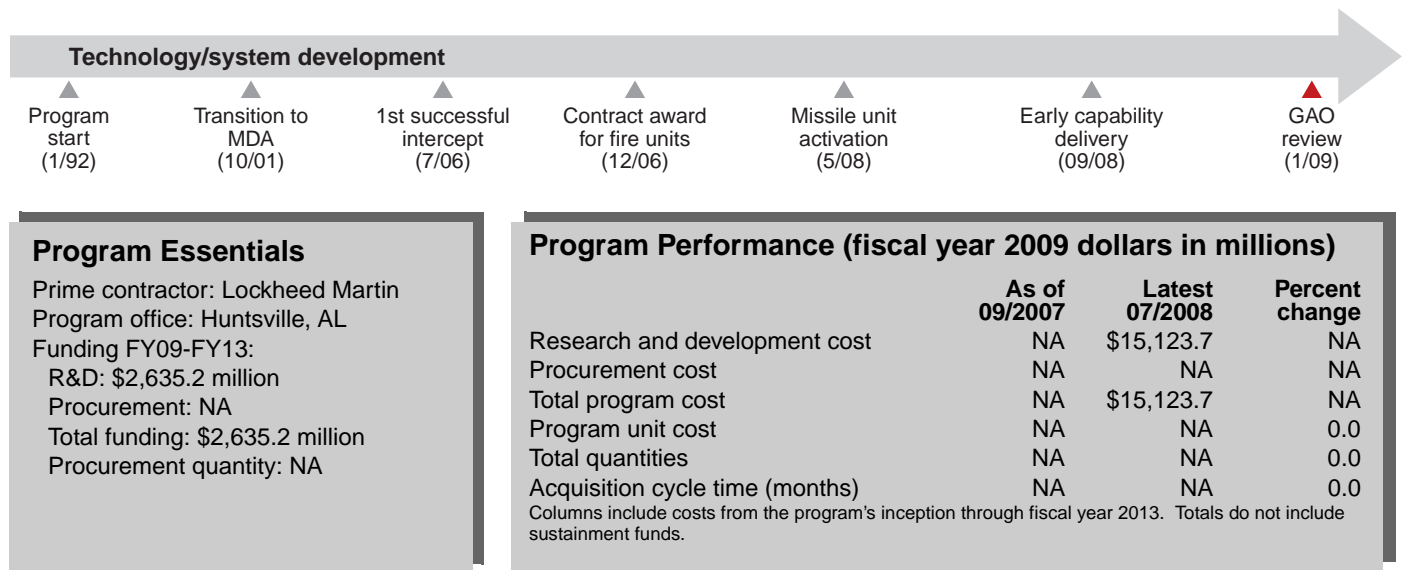 Technology/system development
Program
start
(1/92)
Transition to
MDA
(10/01)
1st successful
intercept
(7/06)
Contract award
for fire units
(12/06)
Missile unit
activation
(5/08)
Early capability
delivery
(09/08)
GAO
review
(1/09)
Program Essentials
Prime contractor: Lockheed Martin
Program office: Huntsville, AL
Funding FY09-FY13:
R&D: $2,635.2 million
Procurement: NA
Total funding: $2,635.2 million
Procurement quantity: NA
Program Performance (fiscal year 2009 dollars in millions)
As of Latest Percent
09/2007 07/2008 change
Research and development cost NA $15,123.7 NA
Procurement cost NA NA NA
Total program cost NA $15,123.7 NA
Program unit cost NA NA 0.0
Total quantities NA NA 0.0
Acquisition cycle time (months) NA NA 0.0
Columns include costs from the program's inception through fiscal year 2013. Totals do not include
sustainment funds.